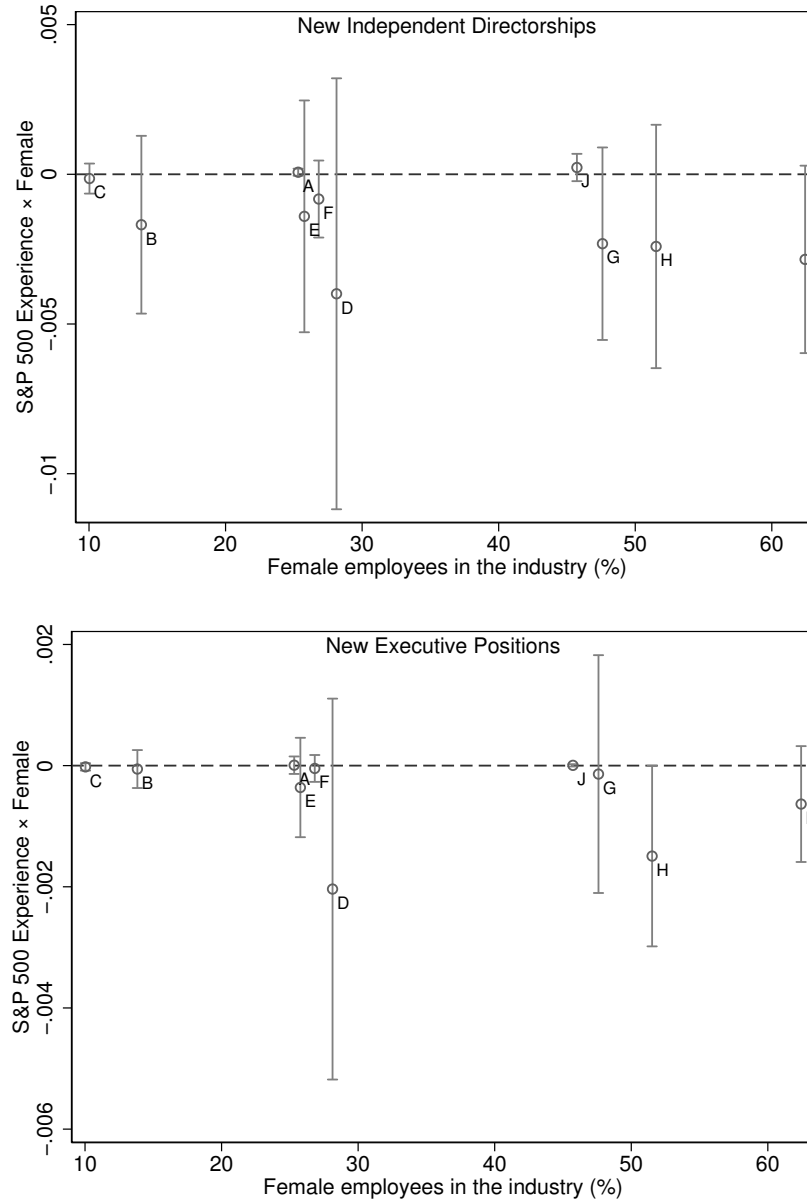 New Independent Directorships
.005
0
-.005
-.01
S&P 500 Experience × Female
C
B
A
E
F
D
J
G
H
10 20 30 40 50 60
Female employees in the industry (%)
New Executive Positions
.002
0
-.002
-.004
-.006
S&P 500 Experience × Female
C
B
A
E
F
D
J
G
H
10 20 30 40 50 60
Female employees in the industry (%)